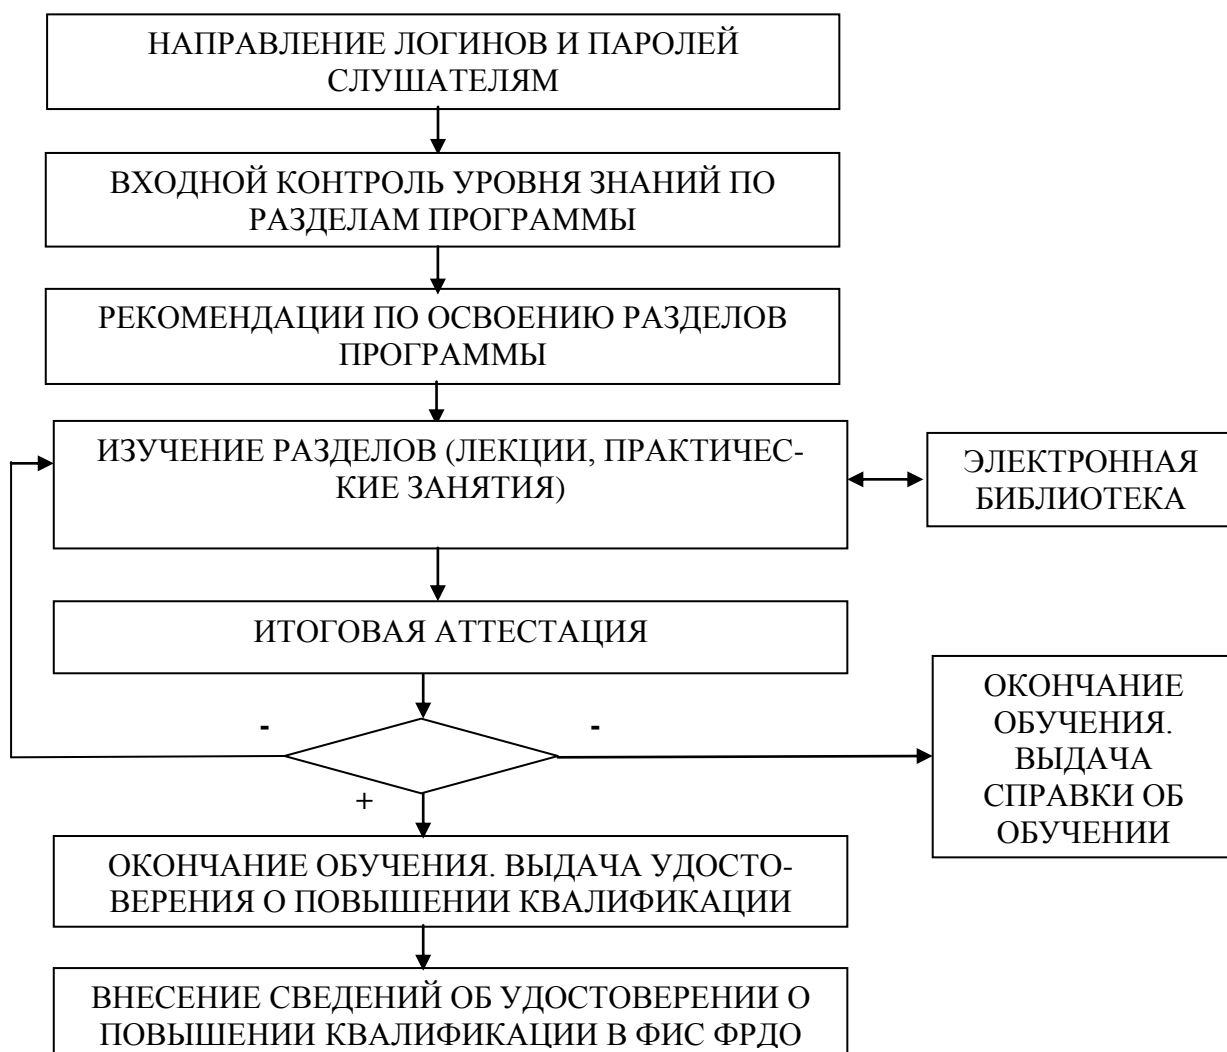 НАПРАВЛЕНИЕ ЛОГИНОВ И ПАРОЛЕЙ
СЛУШАТЕЛЯМ
ВХОДНОЙ КОНТРОЛЬ УРОВНЯ ЗНАНИЙ ПО
РАЗДЕЛАМ ПРОГРАММЫ
РЕКОМЕНДАЦИИ ПО ОСВОЕНИЮ РАЗДЕЛОВ
ПРОГРАММЫ
ИЗУЧЕНИЕ РАЗДЕЛОВ (ЛЕКЦИИ, ПРАКТИЧЕС-
КИЕ ЗАНЯТИЯ)
ЭЛЕКТРОННАЯ
БИБЛИОТЕКА
ИТОГОВАЯ АТТЕСТАЦИЯ
-
-
+
ОКОНЧАНИЕ
ОБУЧЕНИЯ.
ВЫДАЧА
СПРАВКИ ОБ
ОБУЧЕНИИ
ОКОНЧАНИЕ ОБУЧЕНИЯ. ВЫДАЧА УДОСТО-
ВЕРЕНИЯ О ПОВЫШЕНИИ КВАЛИФИКАЦИИ
ВНЕСЕНИЕ СВЕДЕНИЙ ОБ УДОСТОВЕРЕНИИ О
ПОВЫШЕНИИ КВАЛИФИКАЦИИ В ФИС ФРДО